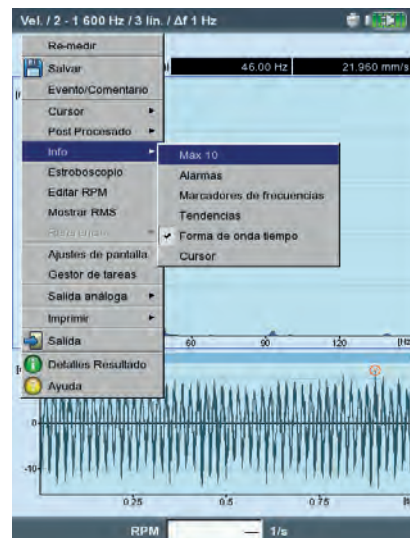 Vel. / 2 - 1 600 Hz / 3 lin. / Δf 1 Hz
Re-medir
Salvar
46.00 Hz
21.960 mm/s
Evento/Comentario
Cursor
Post Procesado
Info
Max 10
Estroboscopio
Alarmas
Editar RPM
Marcadores de frecuencias
Mostrar RMS
Tendencias
Forma de onda tiempo
Ajustes de pantalla
Cursor
Gestor de tareas
Salida análoga
Imprimir
Salida
60
90
120
[Hz
Detalles Resultado
Ayuda
0
-10
0.25
0.5
0.75
RPM
—
1/s